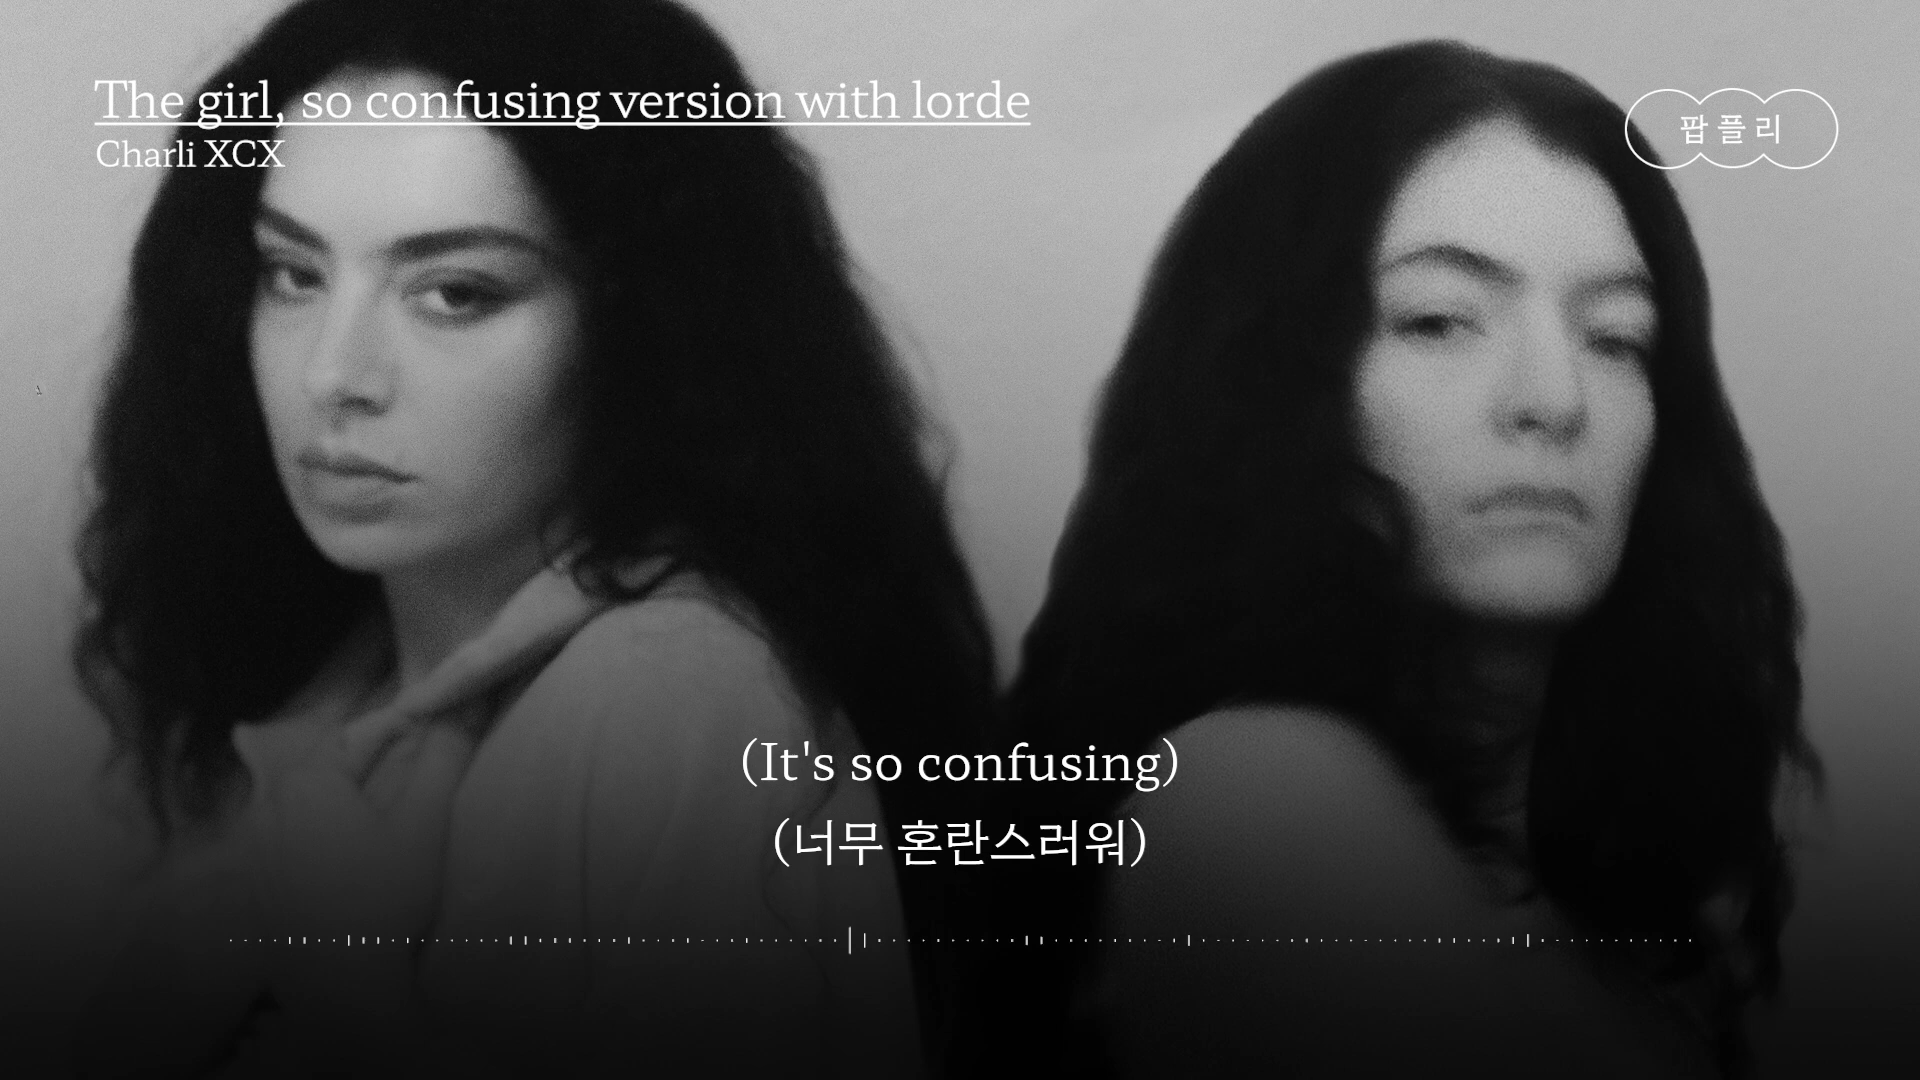 The girl, so confusing version with lorde
Charli XCX
팝플리
(It's so confusing)
(너무 혼란스러워)